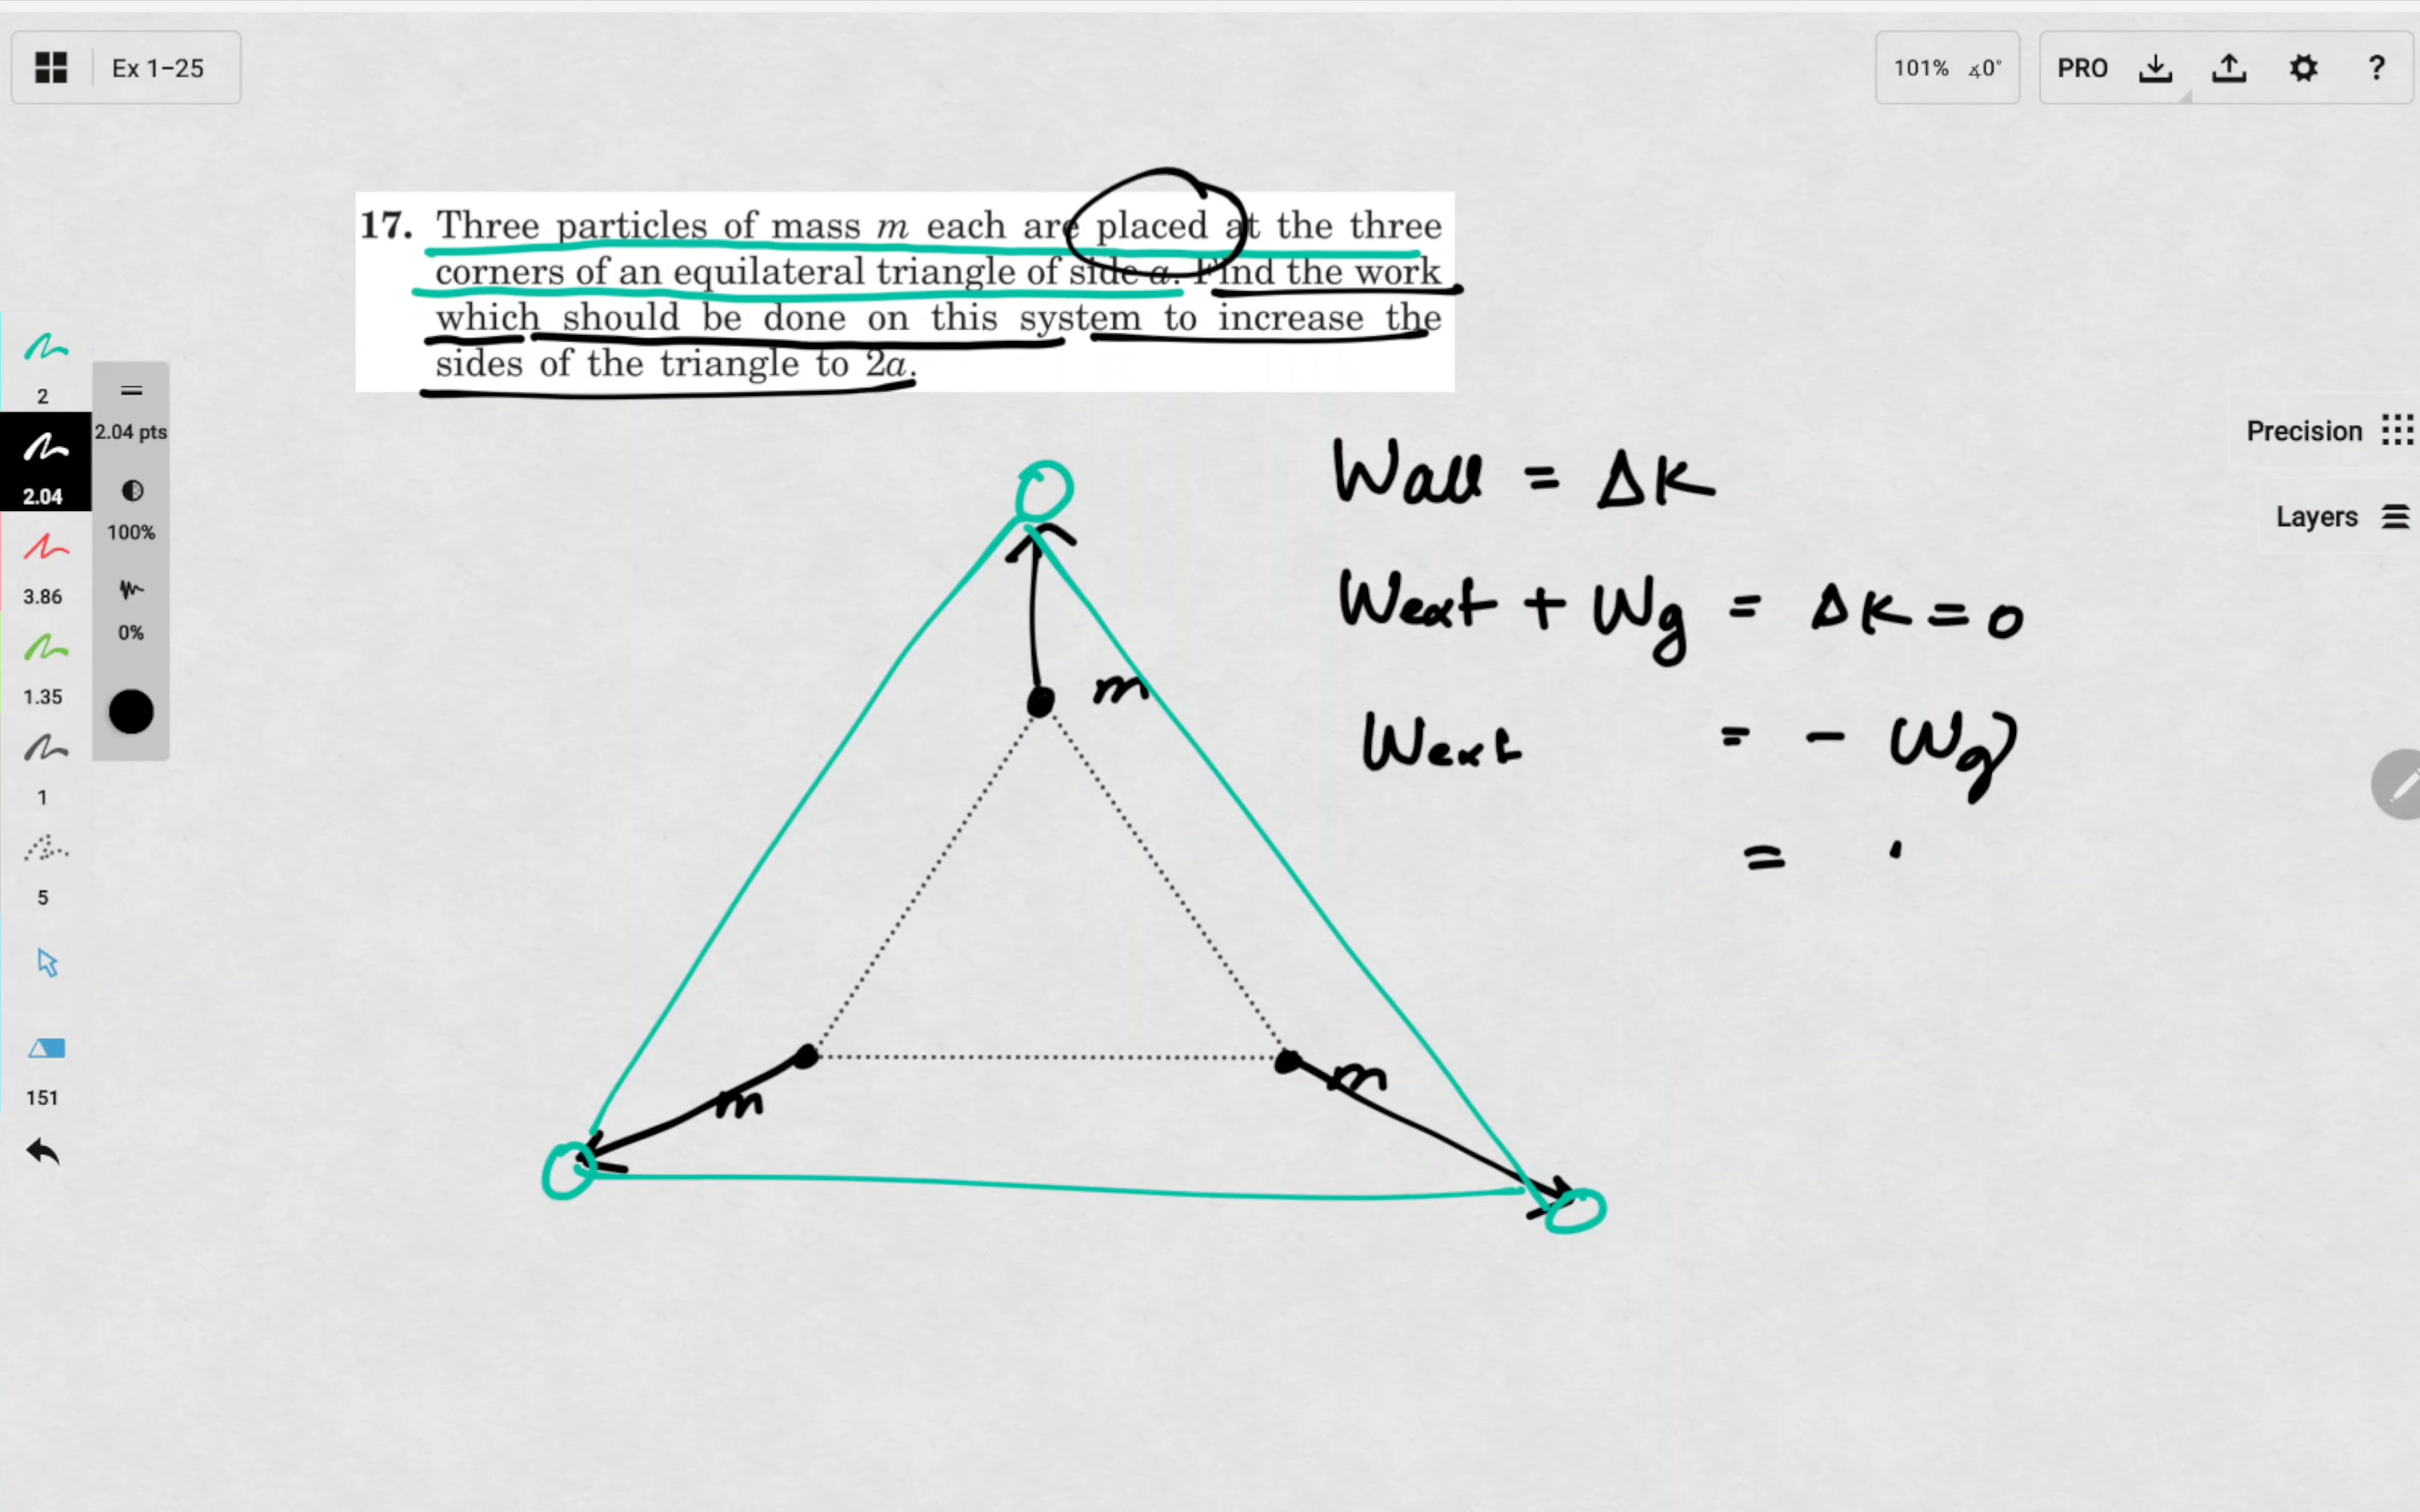 Ex 1-25
101% ∡0° PRO ?
17. Three particles of mass m each are placed at the three
corners of an equilateral triangle of side a. Find the work
which should be done on this system to increase the
sides of the triangle to 2a.
2
2.04
3.86
1.35
1
5
151
2.04 pts
100%
0%
Precision
Layers
Wall = ΔK
Wext + Wg = ΔK = 0
Wext = - Wg
=
m
m
m